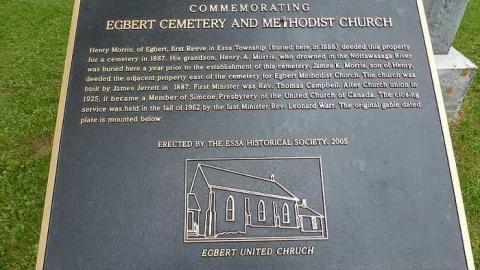 COMMEMORATING
EGBERT CEMETERY AND METHODIST CHURCH
Henry Morris, of Egbert, first Reeve in Essa Township (buried here in 1888) deeded this property
for a cemetery in 1887. His grandson, Henry A. Morris, who drowned in the Nottawasaga River
was buried here a year prior to the establishment of this cemetery. James K. Morris, son of Henry,
deeded the adjacent property east of the cemetery for Egbert Methodist Church. The church was
built by James Jerrett in 1887. First Minister was Rev. Thomas Campbell. After Church union in
1925, it became a Member of Simcoe Presbytery of the United Church of Canada. The closing
service was held in the fall of 1962 by the last Minister Rev. Leonard Warr. The original gable dated
plate is mounted below.
ERECTED BY THE ESSA HISTORICAL SOCIETY, 2005
EGBERT UNITED CHRUCH